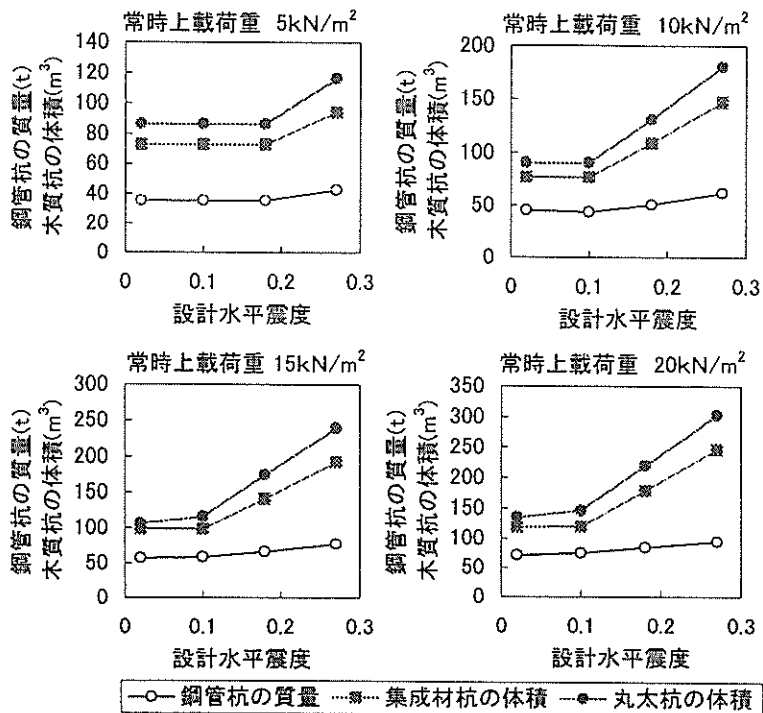 常時上載荷重 5kN/m²
鋼管杭の質量(t)
木質杭の体積(m³)
140
120
100
80
60
40
20
0
0 0.1 0.2 0.3
設計水平震度
常時上載荷重 10kN/m²
鋼管杭の質量(t)
木質杭の体積(m³)
200
150
100
50
0
0 0.1 0.2 0.3
設計水平震度
常時上載荷重 15kN/m²
鋼管杭の質量(t)
木質杭の体積(m³)
300
250
200
150
100
50
0
0 0.1 0.2 0.3
設計水平震度
常時上載荷重 20kN/m²
鋼管杭の質量(t)
木質杭の体積(m³)
350
300
250
200
150
100
50
0
0 0.1 0.2 0.3
設計水平震度
鋼管杭の質量 集成材杭の体積 丸太杭の体積